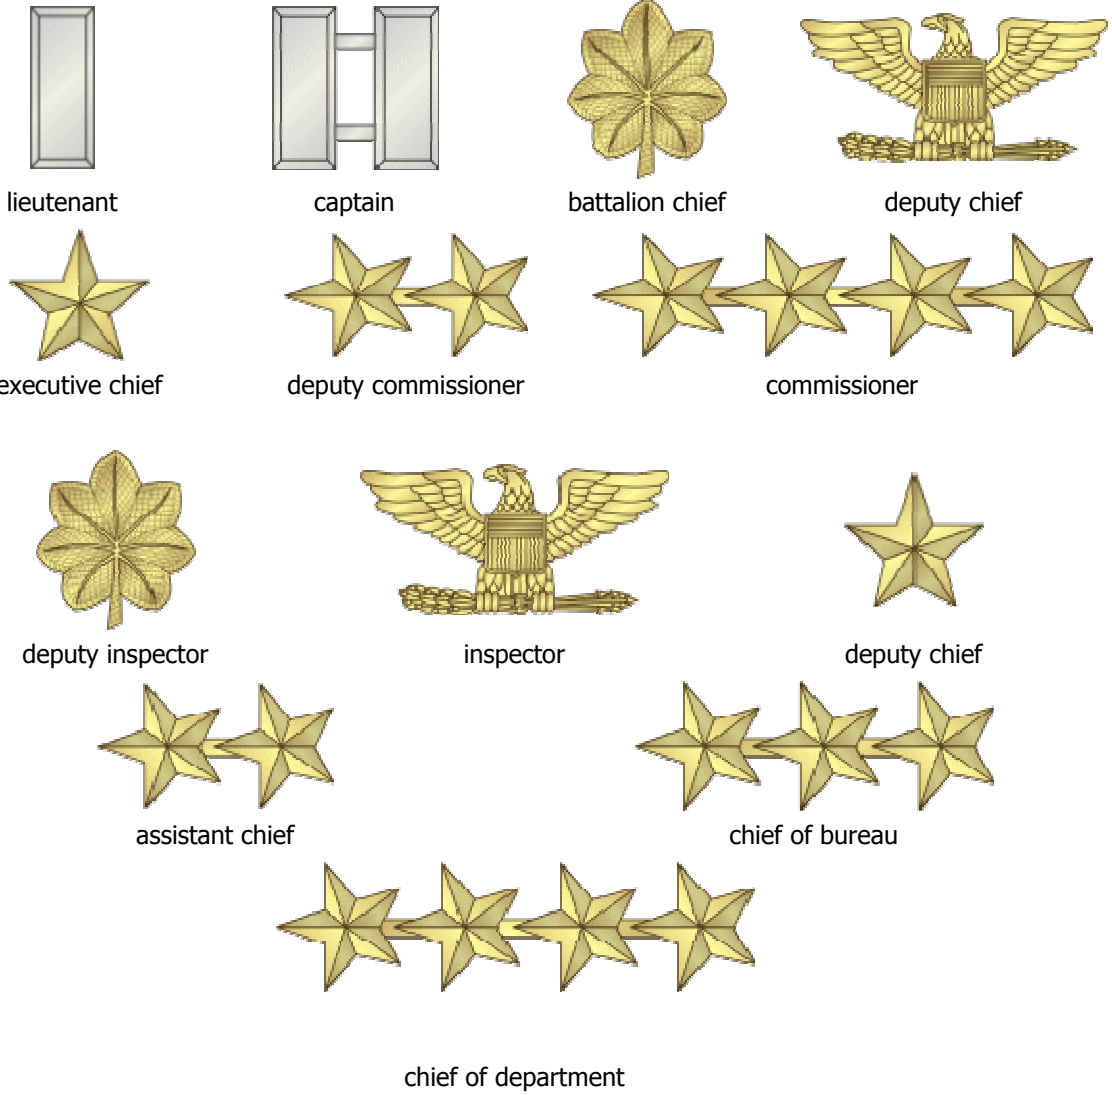 lieutenant
captain
battalion chief
deputy chief
executive chief
deputy commissioner
commissioner
deputy inspector
inspector
deputy chief
assistant chief
chief of bureau
chief of department